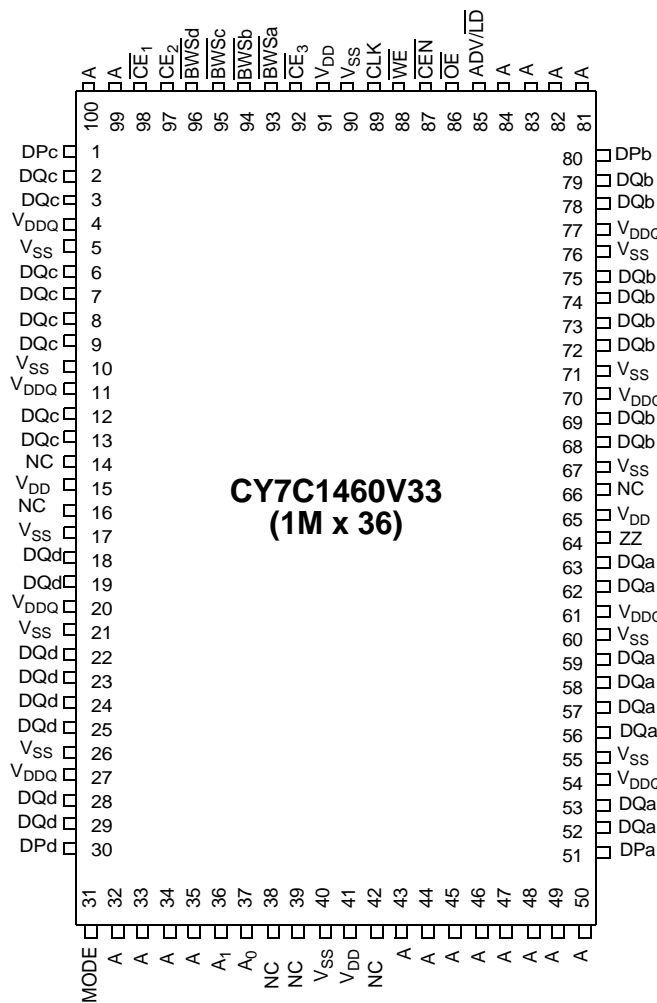 A
A
CE1
CE2
BWSd
BWSc
BWSb
BWSa
CE3
VDD
VSS
CLK
WE
CEN
OE
ADV/LD
A
A
A
A
100
99
98
97
96
95
94
93
92
91
90
89
88
87
86
85
84
83
82
81
DPc 1
DQc 2
DQc 3
VDDQ 4
VSS 5
DQc 6
DQc 7
DQc 8
DQc 9
VSS 10
VDDQ 11
DQc 12
DQc 13
NC 14
VDD 15
NC 16
VSS 17
DQd 18
DQd 19
VDDQ 20
VSS 21
DQd 22
DQd 23
DQd 24
DQd 25
VSS 26
VDDQ 27
DQd 28
DQd 29
DPd 30
CY7C1460V33
(1M x 36)
80 DPb
79 DQb
78 DQb
77 VDDQ
76 VSS
75 DQb
74 DQb
73 DQb
72 DQb
71 VSS
70 VDDQ
69 DQb
68 DQb
67 VSS
66 NC
65 VDD
64 ZZ
63 DQa
62 DQa
61 VDDQ
60 VSS
59 DQa
58 DQa
57 DQa
56 DQa
55 VSS
54 VDDQ
53 DQa
52 DQa
51 DPa
31
32
33
34
35
36
37
38
39
40
41
42
43
44
45
46
47
48
49
50
MODE
A
A
A
A
A1
A0
NC
NC
VSS
VDD
NC
A
A
A
A
A
A
A
A